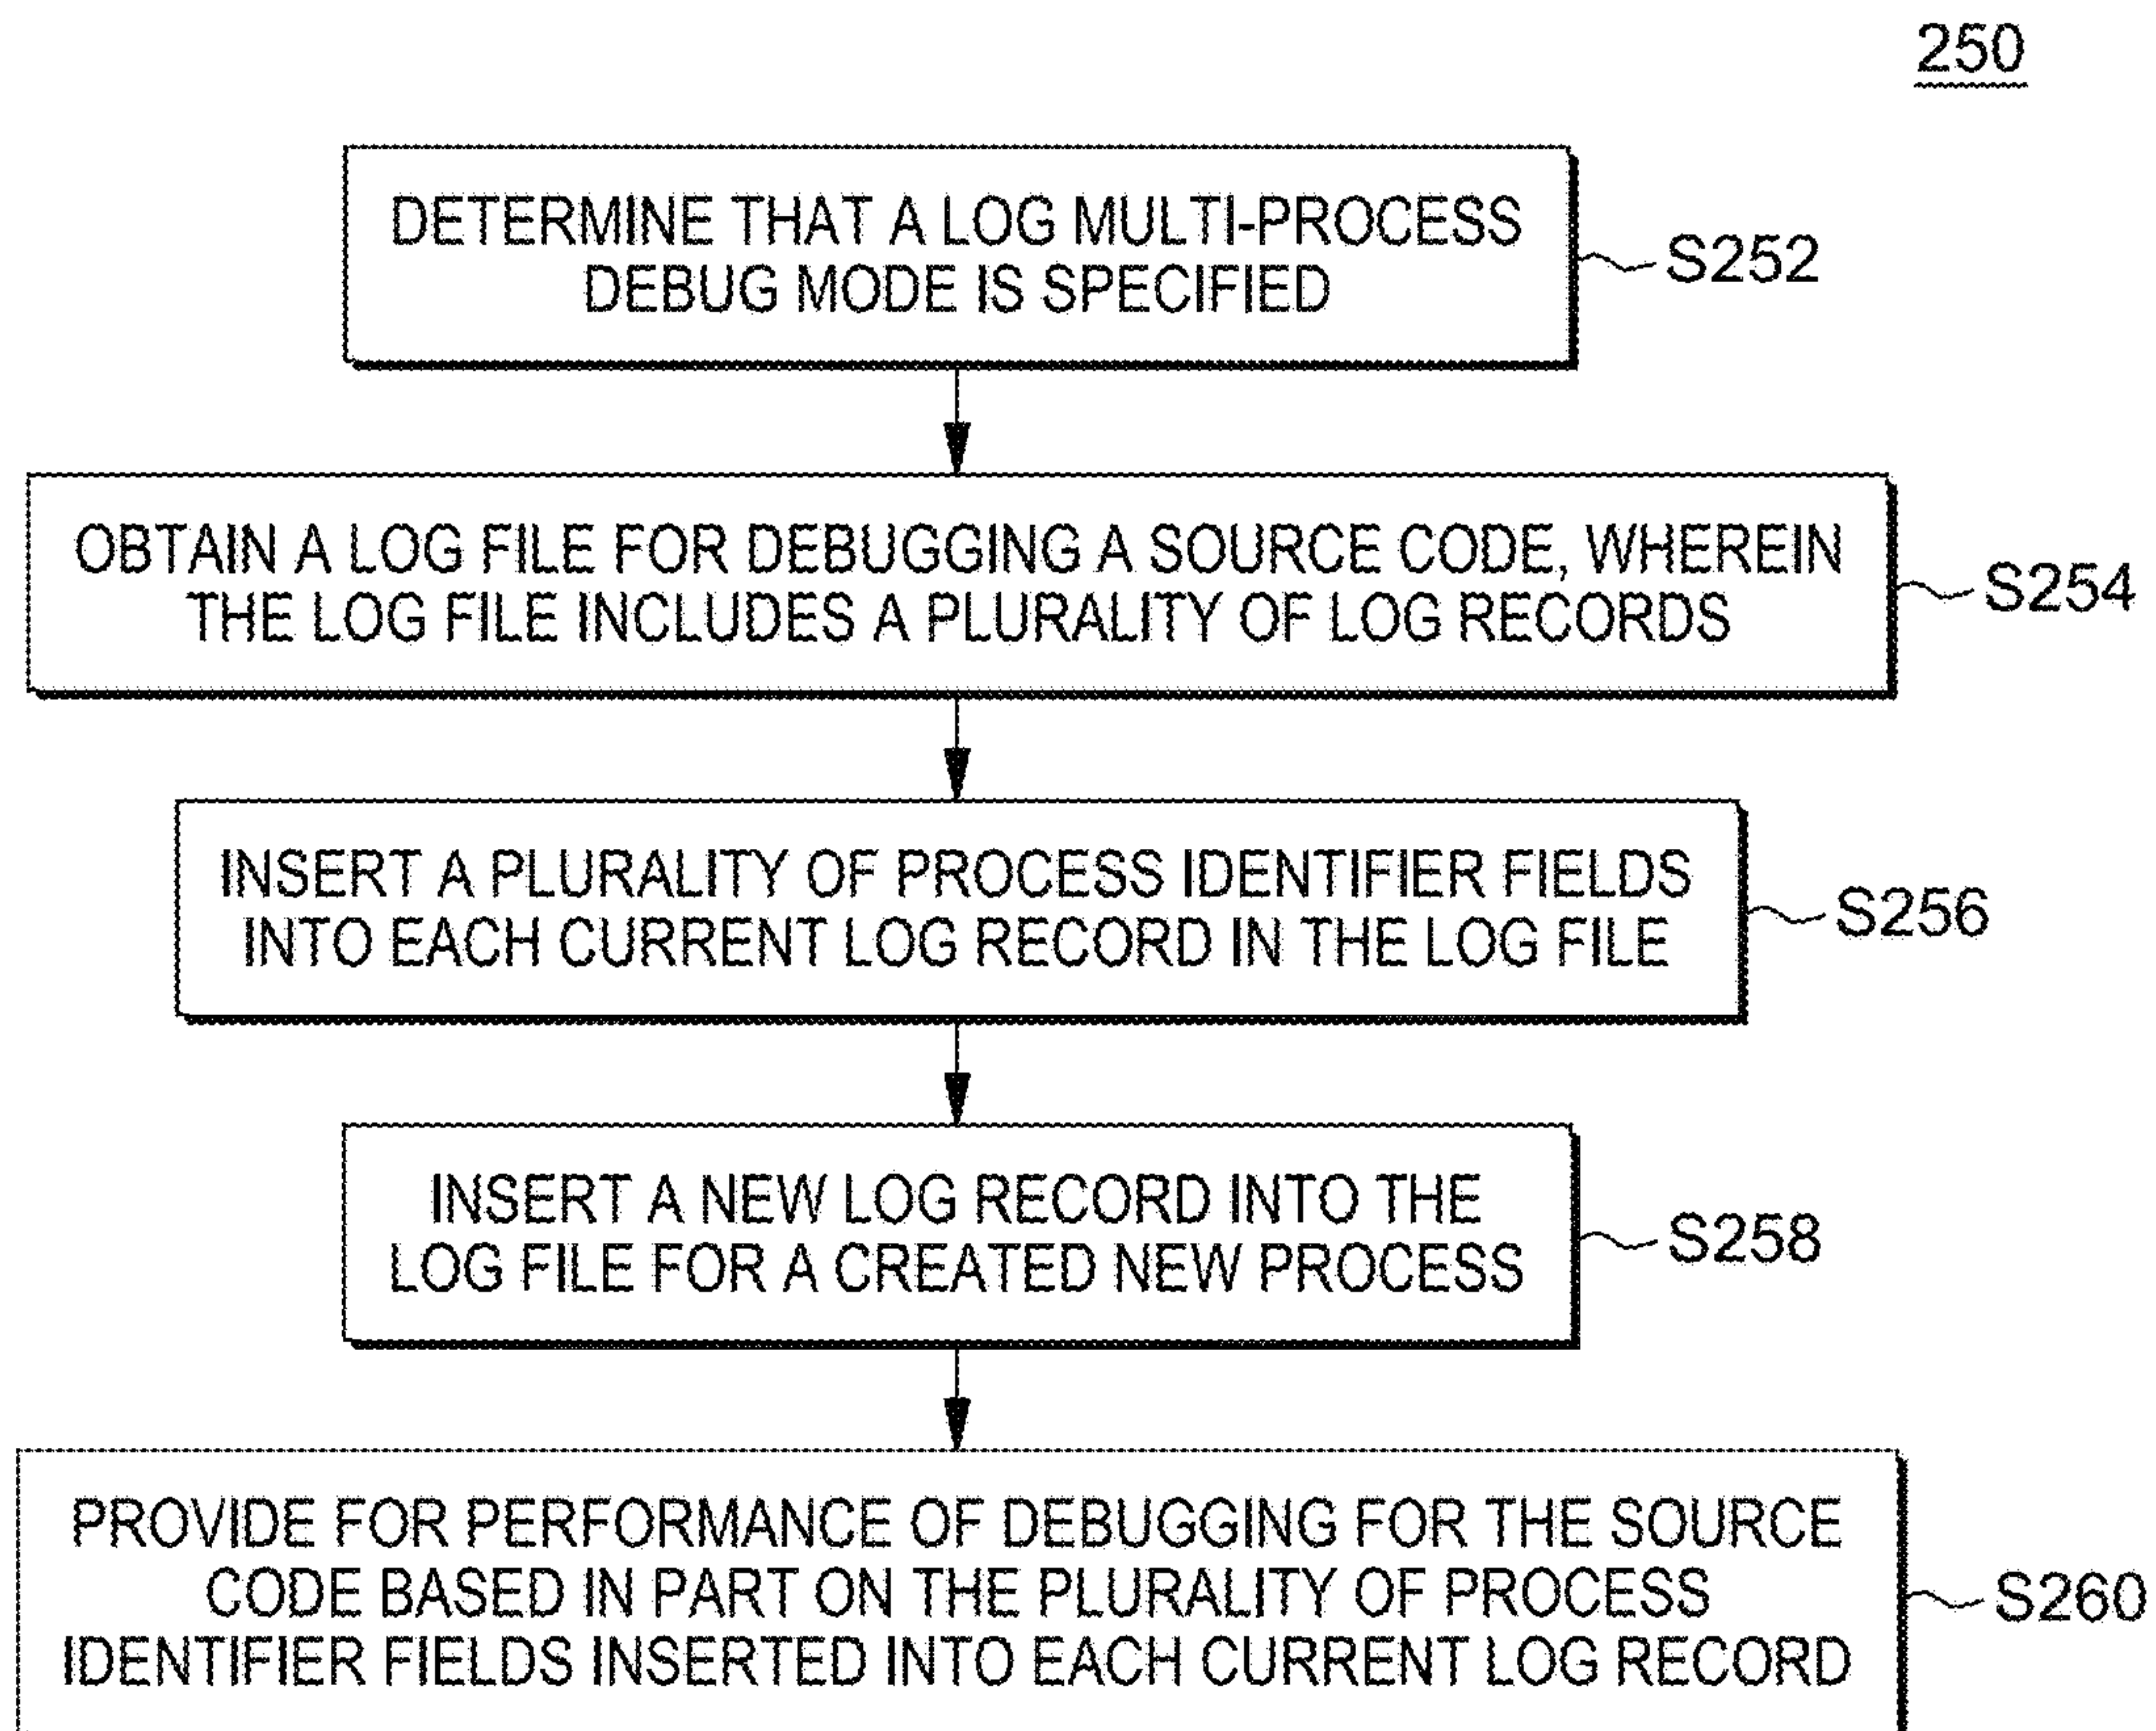 250
DETERMINE THAT A LOG MULTI-PROCESS
DEBUG MODE IS SPECIFIED
S252
OBTAIN A LOG FILE FOR DEBUGGING A SOURCE CODE, WHEREIN
THE LOG FILE INCLUDES A PLURALITY OF LOG RECORDS
S254
INSERT A PLURALITY OF PROCESS IDENTIFIER FIELDS
INTO EACH CURRENT LOG RECORD IN THE LOG FILE
S256
INSERT A NEW LOG RECORD INTO THE
LOG FILE FOR A CREATED NEW PROCESS
S258
PROVIDE FOR PERFORMANCE OF DEBUGGING FOR THE SOURCE
CODE BASED IN PART ON THE PLURALITY OF PROCESS
IDENTIFIER FIELDS INSERTED INTO EACH CURRENT LOG RECORD
S260